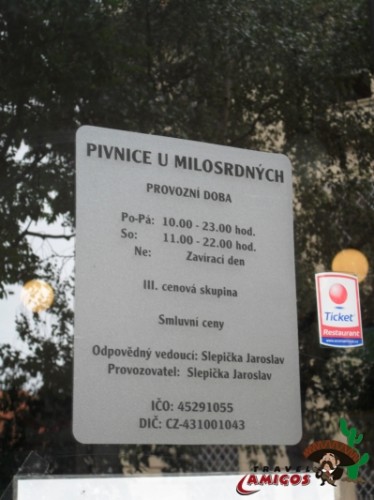 PIVNICE U MILOSRDNÝCH
PROVOZNÍ DOBA
Po-Pá: 10.00 - 23.00 hod.
So: 11.00 - 22.00 hod.
Ne: Zavírací den
III. cenová skupina
Smluvní ceny
Odpovědný vedoucí: Slepička Jaroslav
Provozovatel: Slepička Jaroslav
IČO: 45291055
DIČ: CZ-431001043
Ticket
Restaurant
TRAVEL
CAMIGOS